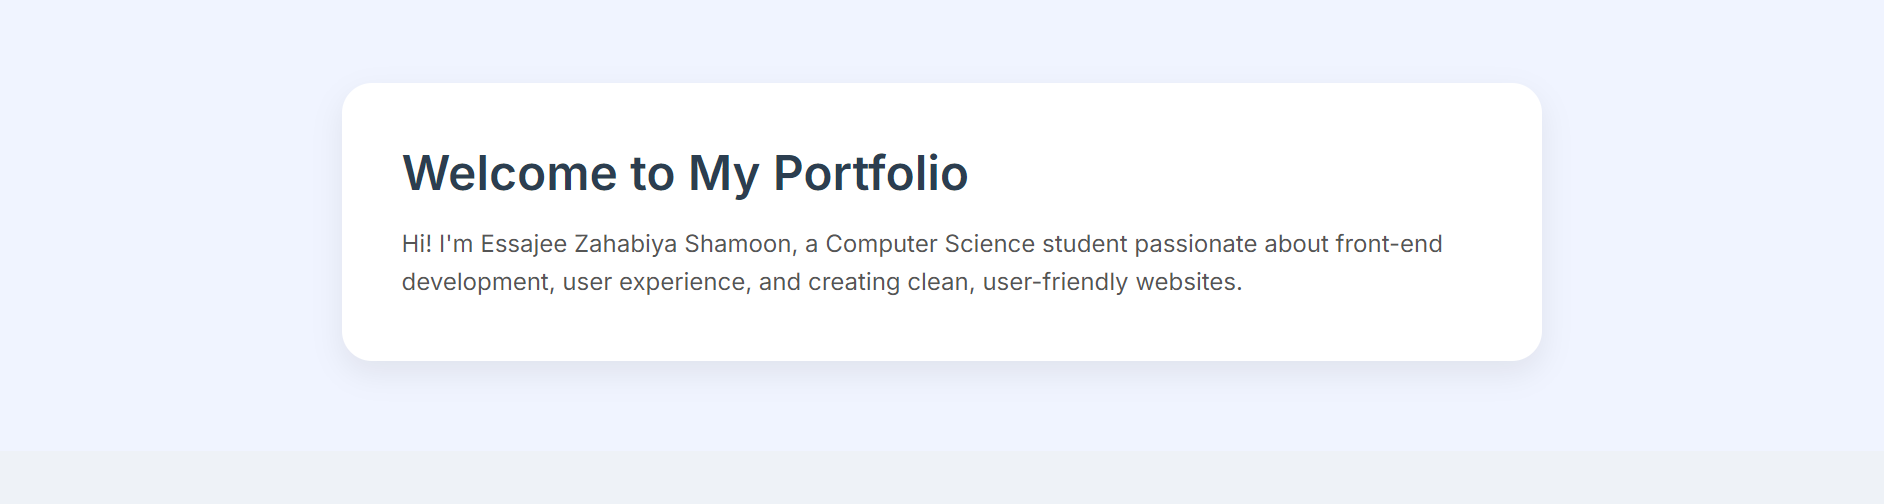 Welcome to My Portfolio
Hi! I'm Essajee Zahabiya Shamoon, a Computer Science student passionate about front-end
development, user experience, and creating clean, user-friendly websites.